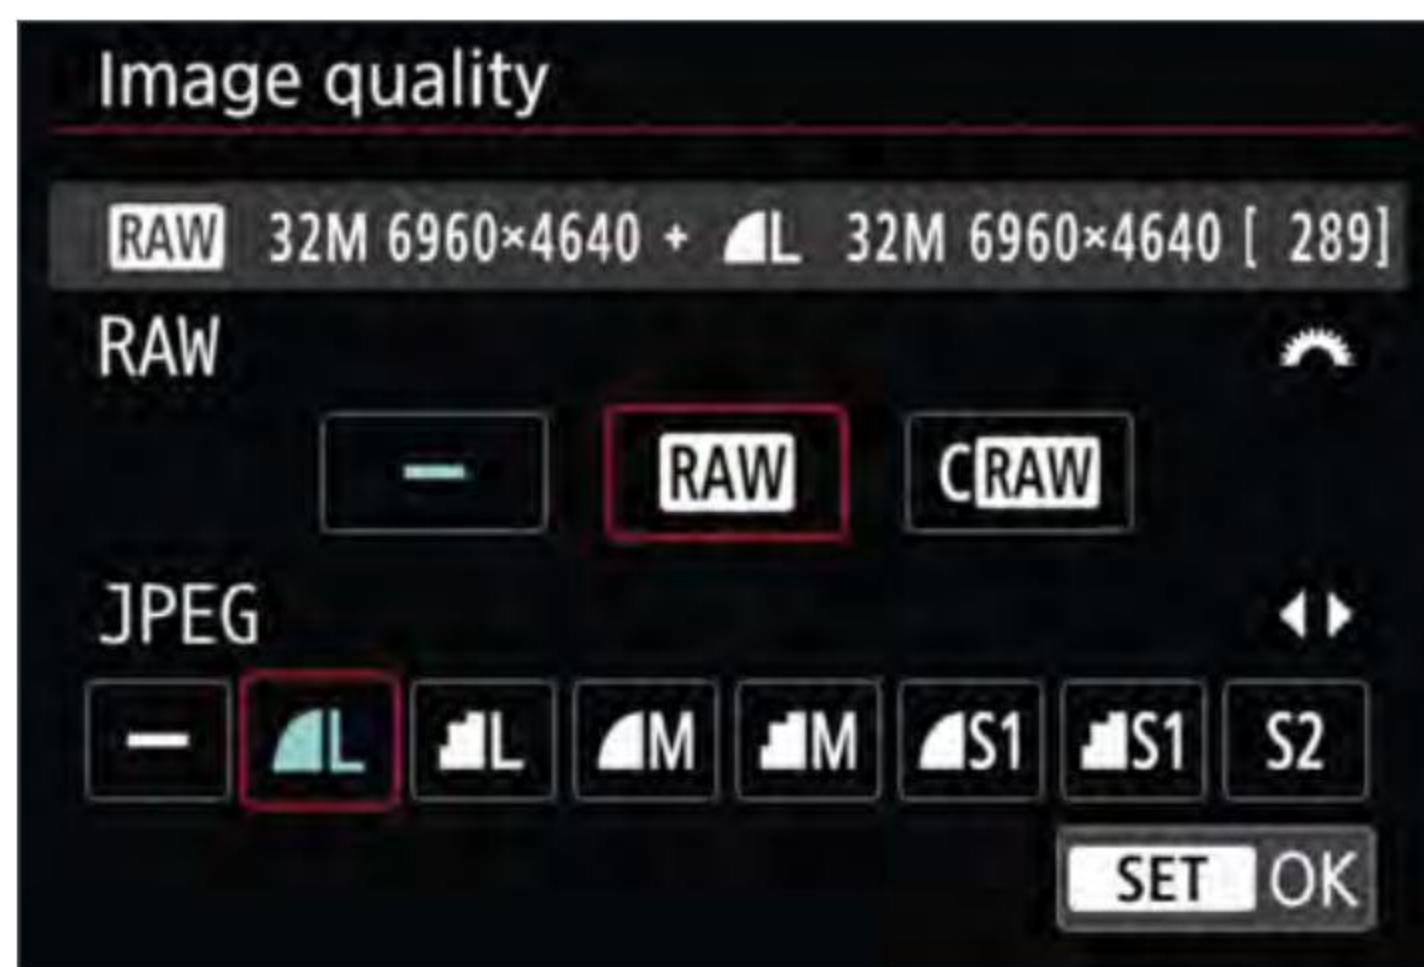 Image quality
RAW 32M 6960×4640 + L 32M 6960×4640 [ 289]
RAW
— RAW CRAW
JPEG
— L L M M S1 S1 S2
SET OK